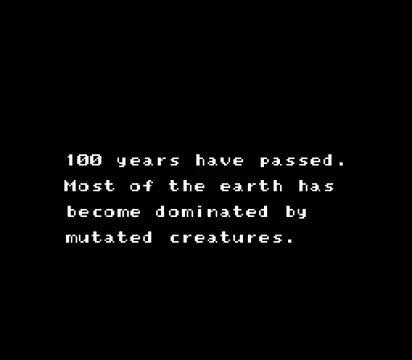 100 years have passed.
Most of the earth has
become dominated by
mutated creatures.